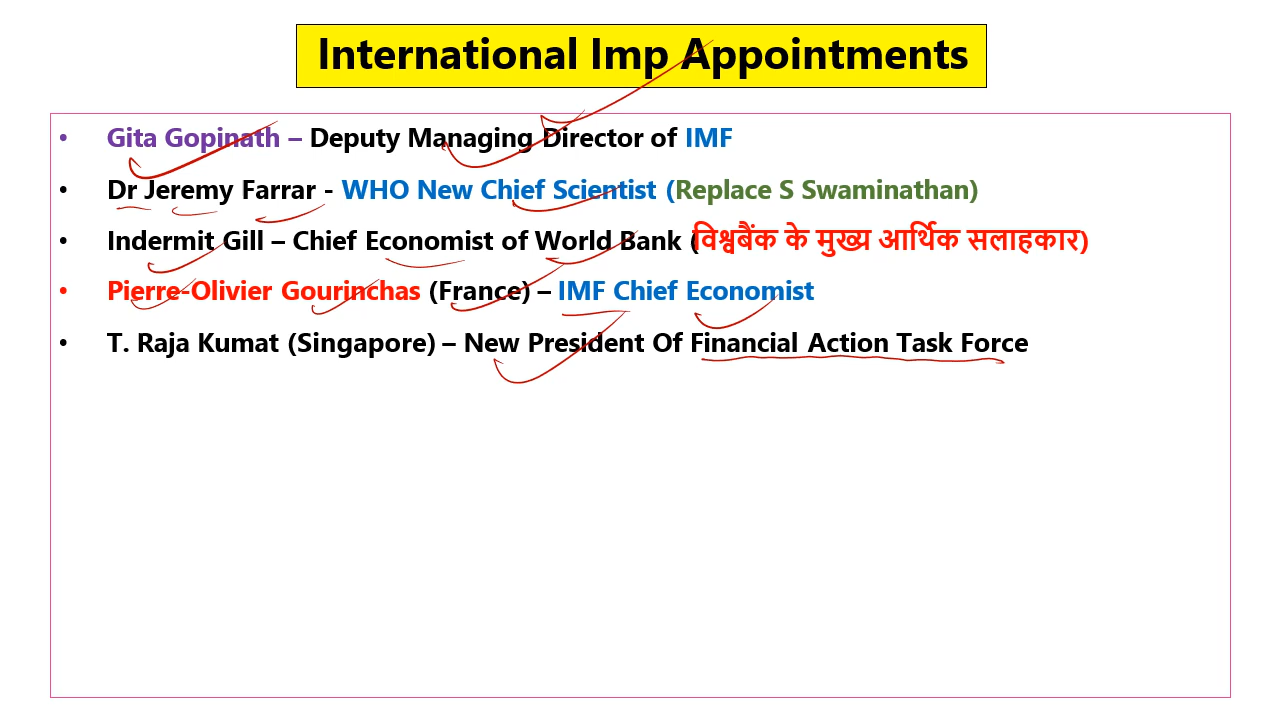 International Imp Appointments
• Gita Gopinath – Deputy Managing Director of IMF
• Dr Jeremy Farrar - WHO New Chief Scientist (Replace S Swaminathan)
• Indermit Gill – Chief Economist of World Bank (विश्वबैंक के मुख्य आर्थिक सलाहकार)
• Pierre-Olivier Gourinchas (France) – IMF Chief Economist
• T. Raja Kumat (Singapore) – New President Of Financial Action Task Force